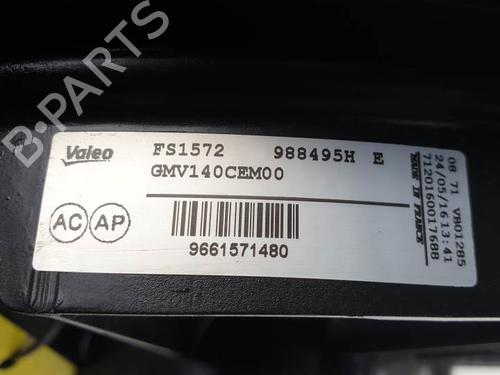 Valeo
FS1572 988495H E
GMV140CEM00
AC AP
9661571480
MADE IN FRANCE
08 71 VB01285
24/05/16 13:41
7120160017688
B-PARTS